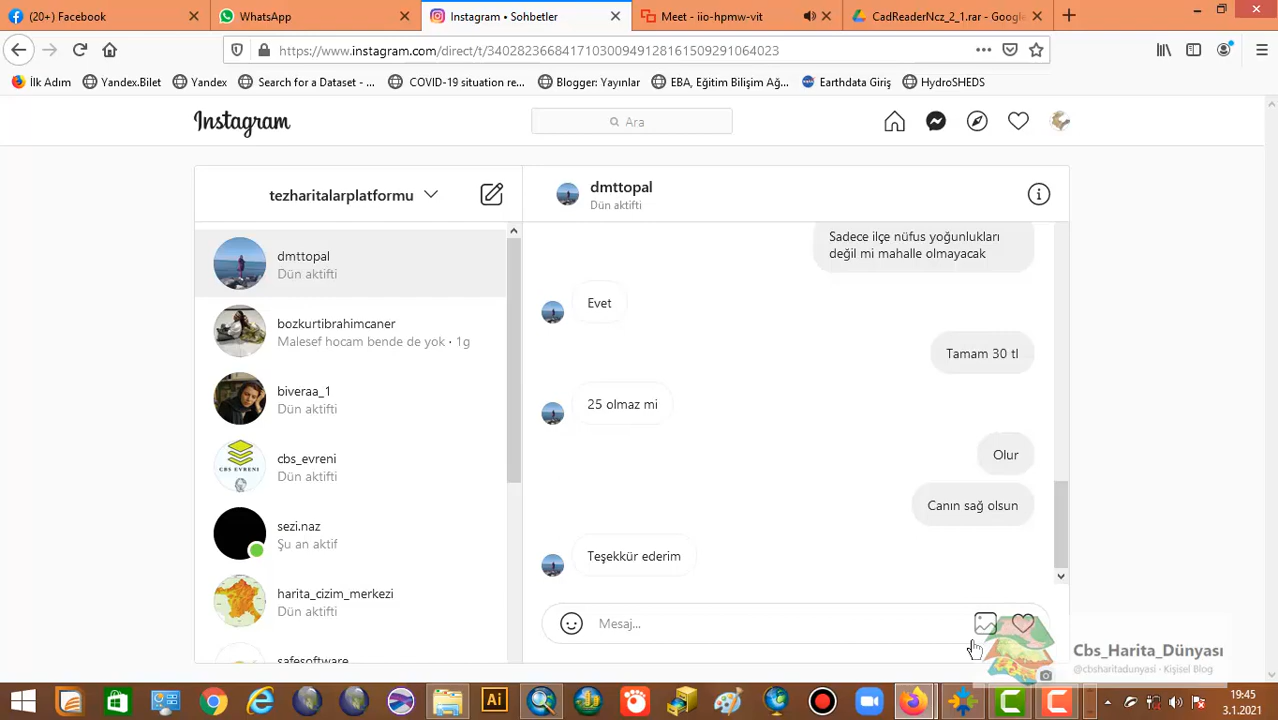 (20+) Facebook
WhatsApp
Instagram • Sohbetler
Meet - iio-hpmw-vit
CadReaderNcz_2_1.rar - Google
https://www.instagram.com/direct/t/340282366841710300949128161509291064023
İlk Adım
Yandex.Bilet
Yandex
Search for a Dataset - ...
COVID-19 situation re...
Blogger: Yayınlar
EBA, Eğitim Bilişim Ağ...
Earthdata Giriş
HydroSHEDS
Instagram
Ara
tezharitalarplatformu
dmttopal
Dün aktifti
dmttopal
Dün aktifti
bozkurtibrahimcaner
Malesef hocam bende de yok • 1g
biveraa_1
Dün aktifti
CBS EVRENİ
cbs_evreni
Dün aktifti
sezi.naz
Şu an aktif
harita_cizim_merkezi
Dün aktifti
safesoftware
Sadece ilçe nüfus yoğunlukları
değil mi mahalle olmayacak
Evet
Tamam 30 tl
25 olmaz mi
Olur
Canın sağ olsun
Teşekkür ederim
Mesaj...
Cbs_Harita_Dünyası
@cbsharitadunyasi - Kişisel Blog
Ai
19:45
3.1.2021